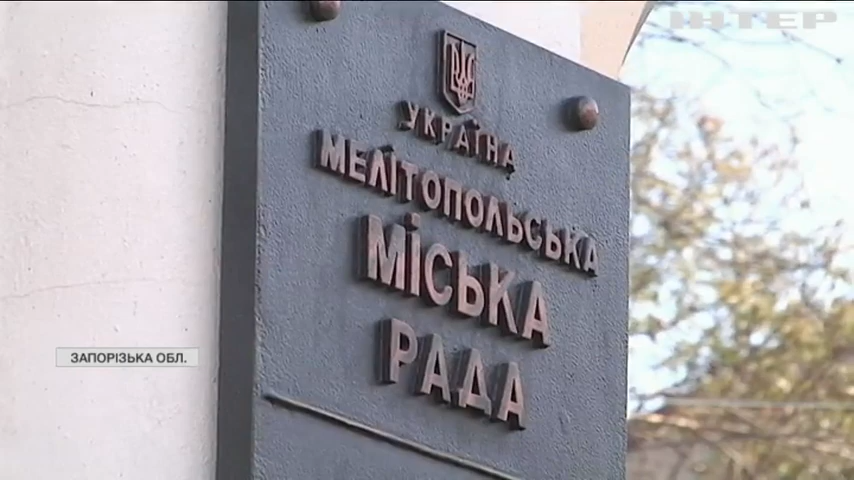 ІНТЕР
УКРАЇНА
МЕЛІТОПОЛЬСЬКА
МІСЬКА
РАДА
ЗАПОРІЗЬКА ОБЛ.